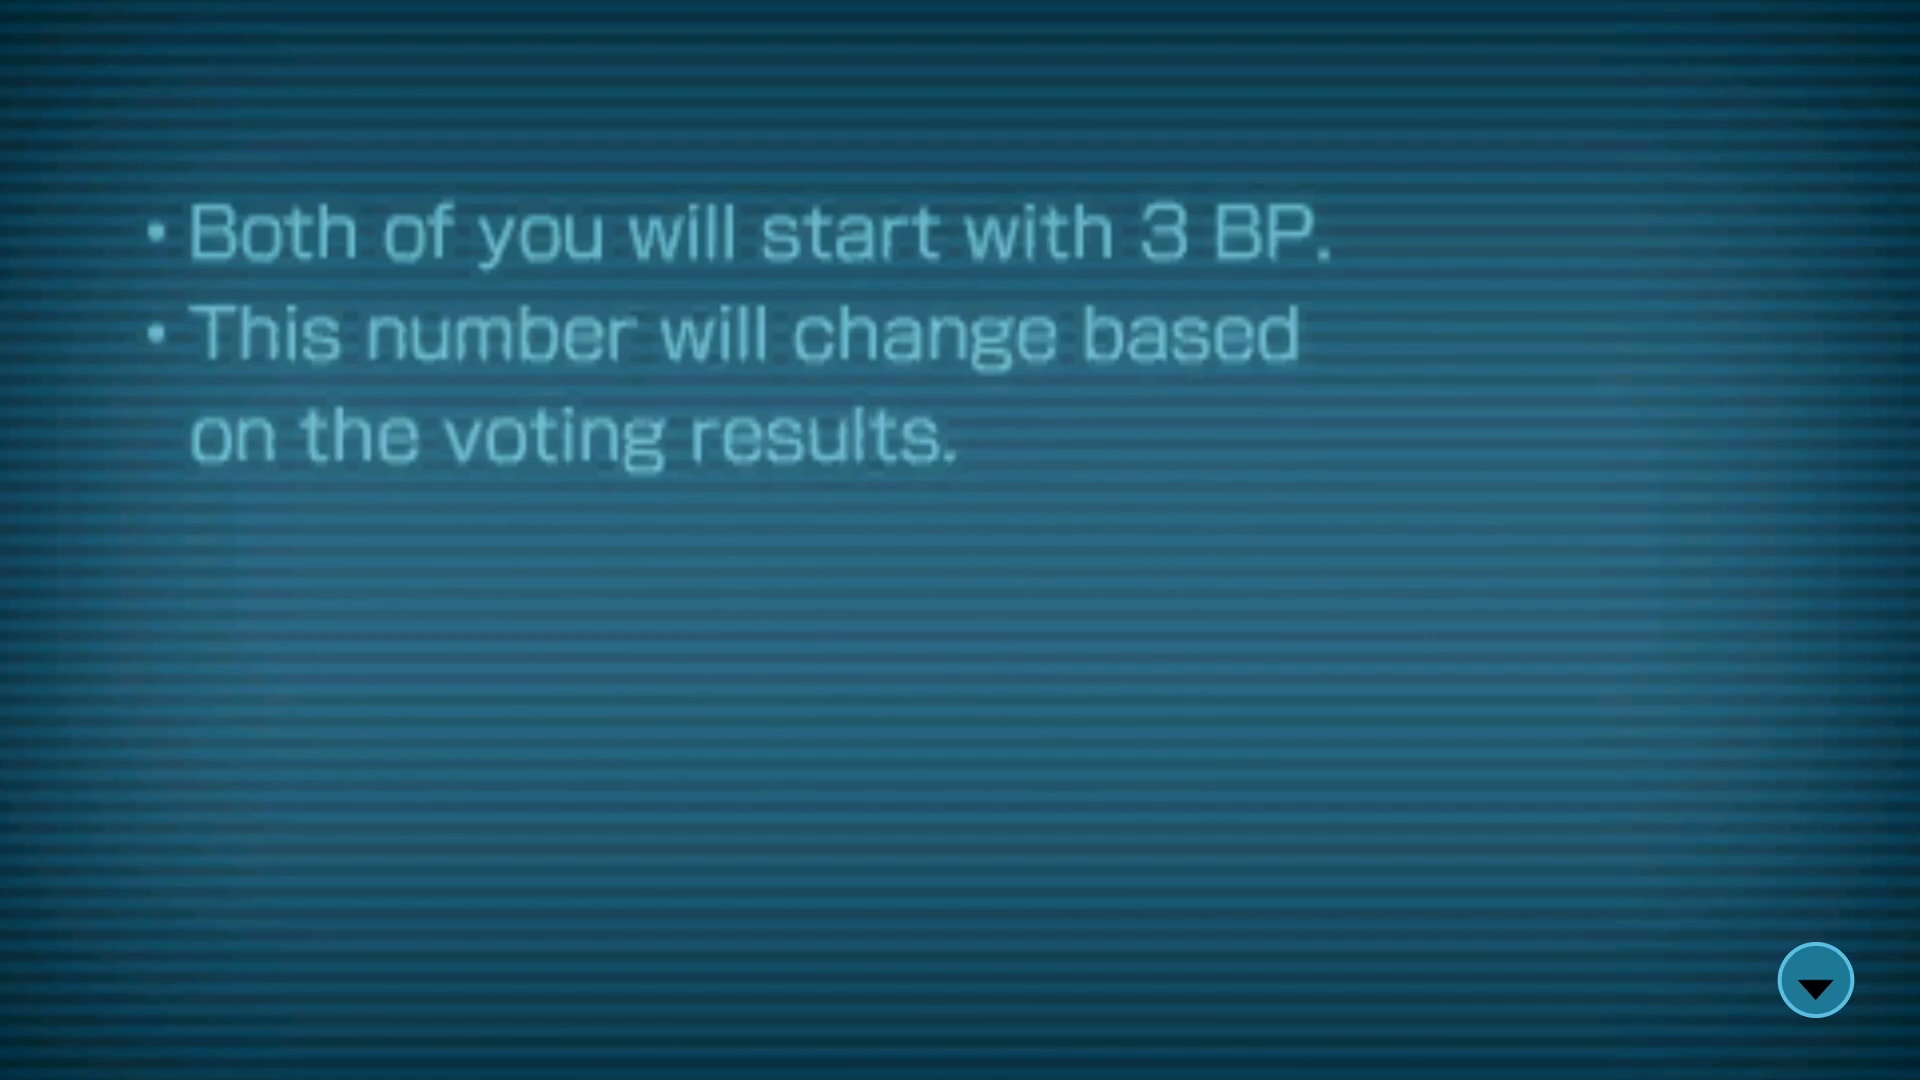 • Both of you will start with 3 BP.
• This number will change based
on the voting results.